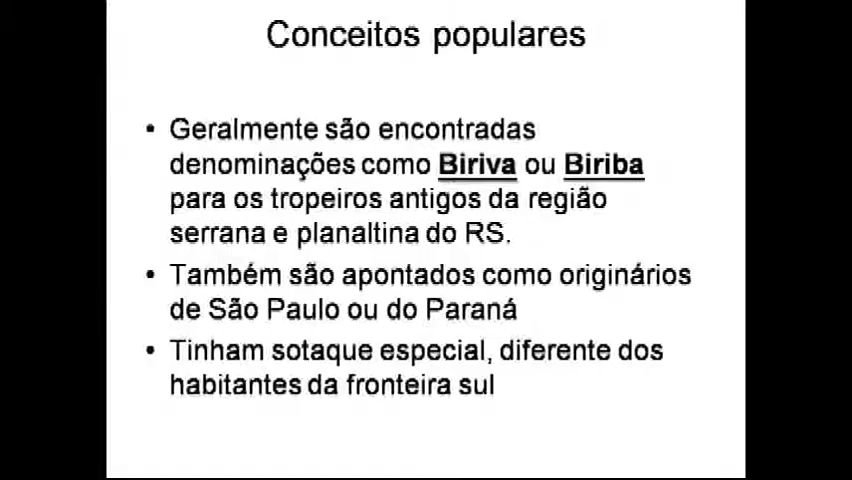 Conceitos populares
• Geralmente são encontradas
denominações como Biriva ou Biriba
para os tropeiros antigos da região
serrana e planaltina do RS.
• Também são apontados como originários
de São Paulo ou do Paraná
• Tinham sotaque especial, diferente dos
habitantes da fronteira sul